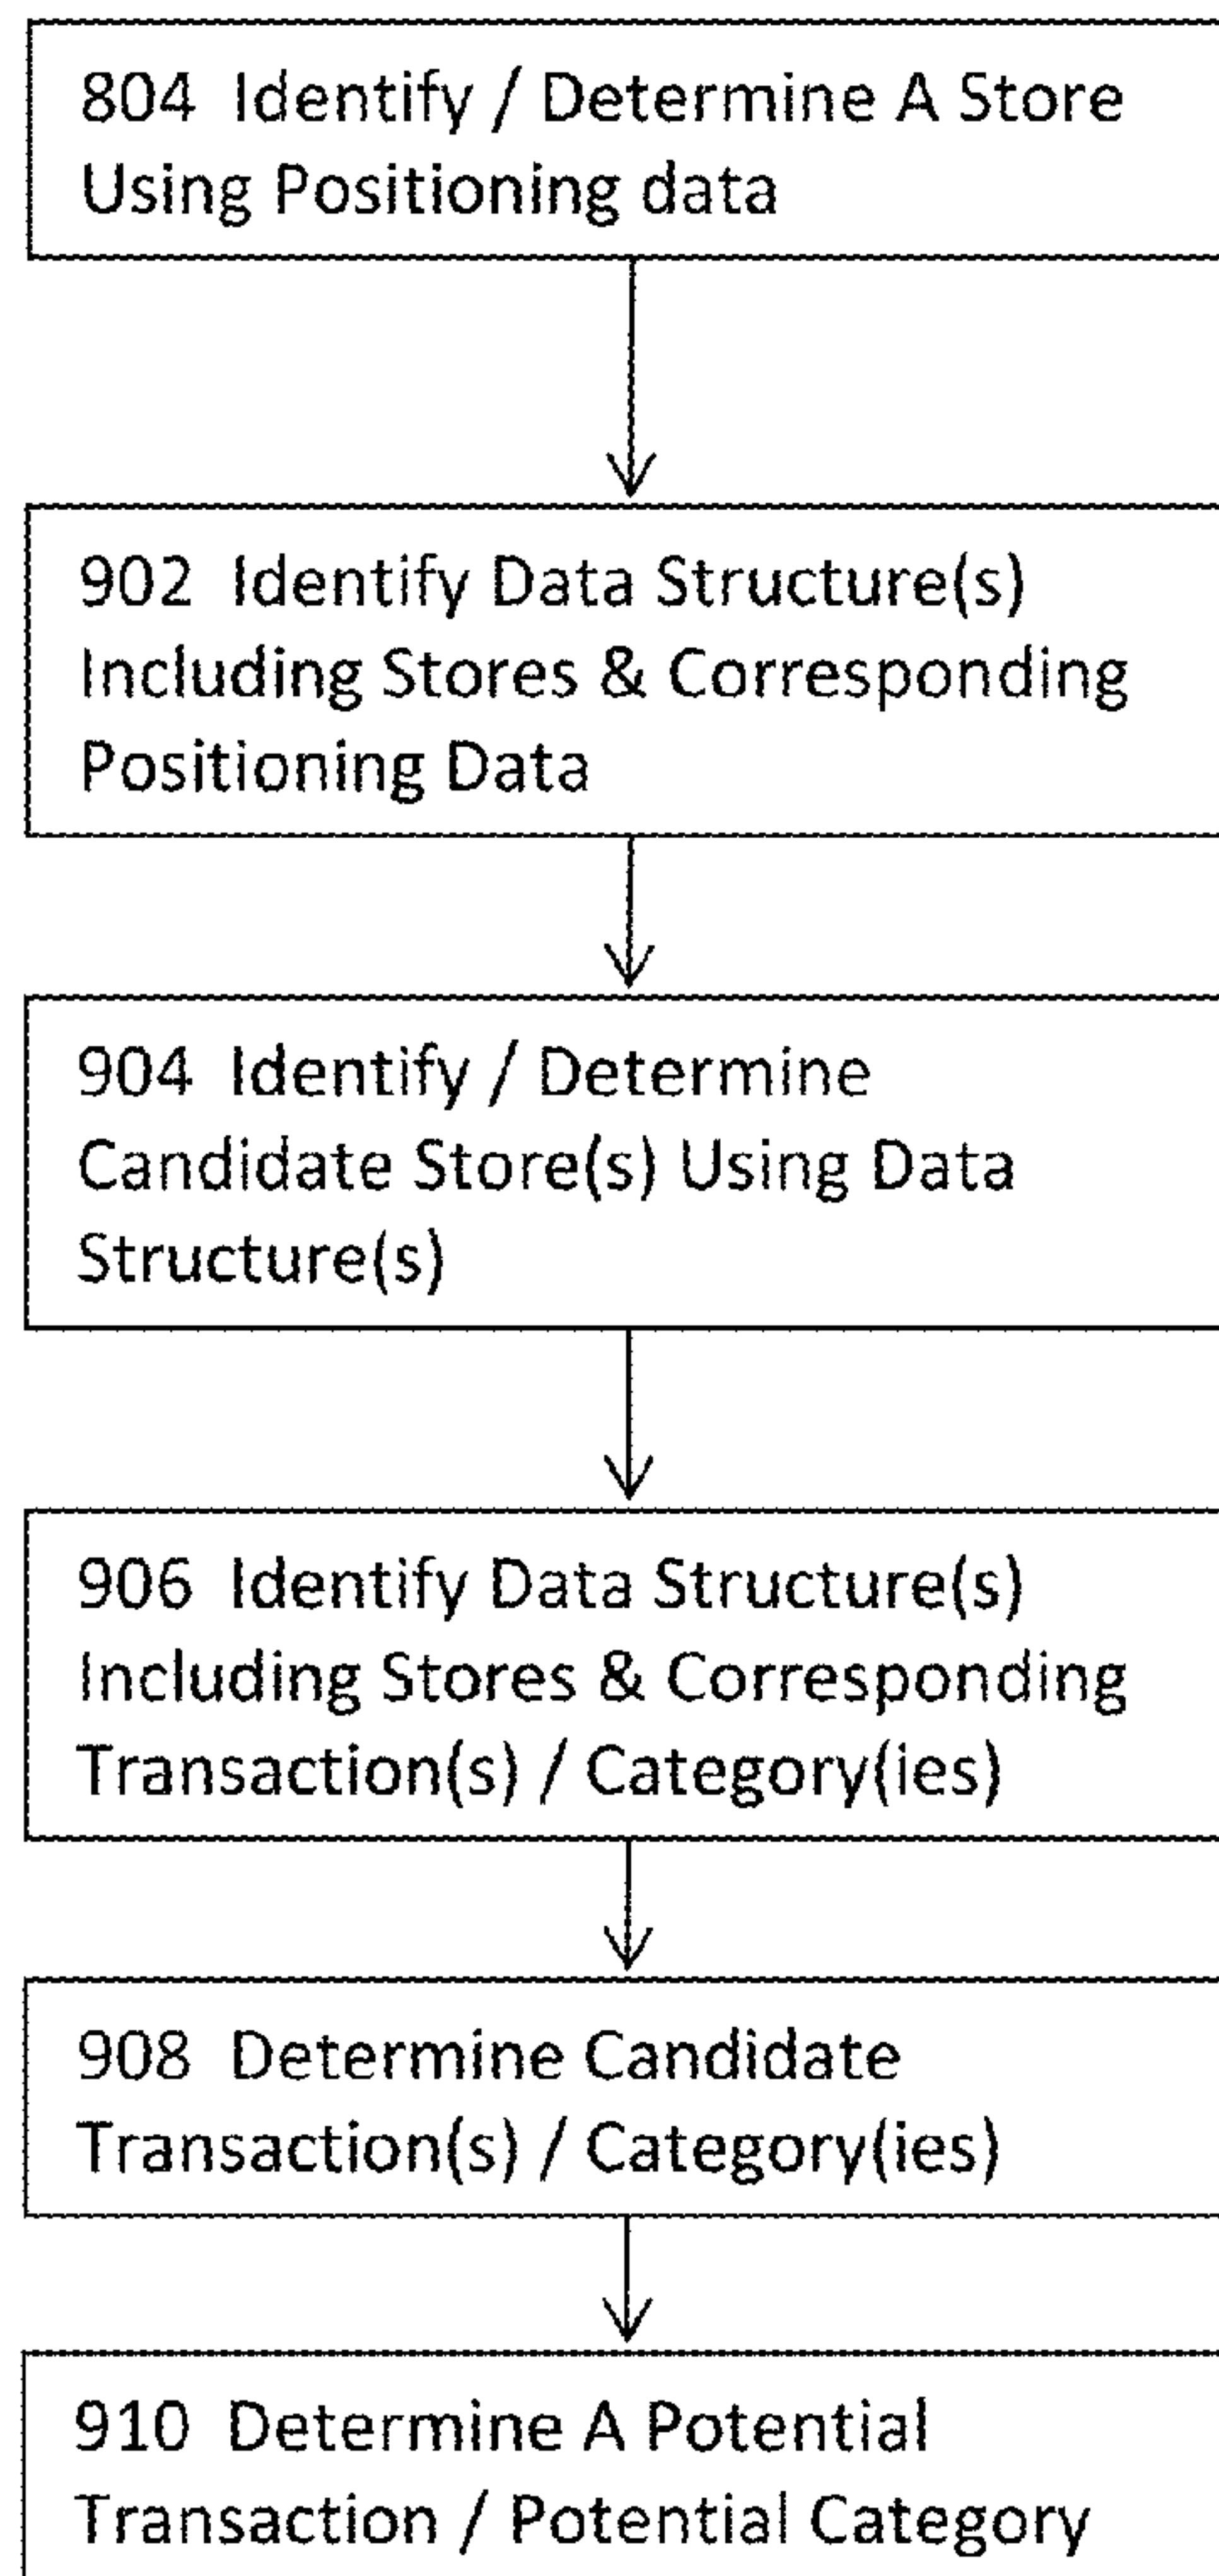 804 Identify / Determine A Store
Using Positioning data
902 Identify Data Structure(s)
Including Stores & Corresponding
Positioning Data
904 Identify / Determine
Candidate Store(s) Using Data
Structure(s)
906 Identify Data Structure(s)
Including Stores & Corresponding
Transaction(s) / Category(ies)
908 Determine Candidate
Transaction(s) / Category(ies)
910 Determine A Potential
Transaction / Potential Category